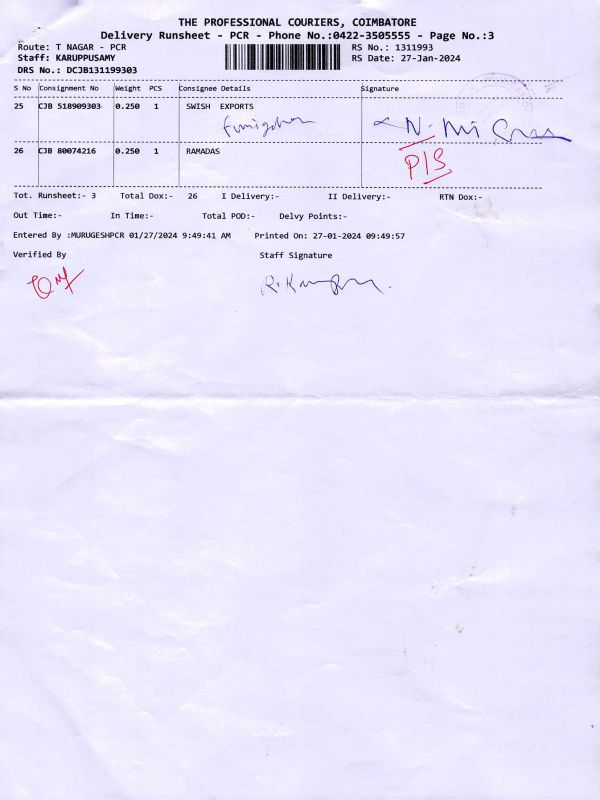 THE PROFESSIONAL COURIERS, COIMBATORE
Delivery Runsheet - PCR - Phone No.:0422-3505555 - Page No.:3
Route: T NAGAR - PCR RS No.: 1311993
Staff: KARUPPUSAMY RS Date: 27-Jan-2024
DRS No.: DCJB131199303
S No Consignment No Weight PCS Consignee Details Signature
25 CJB 518909303 0.250 1 SWISH EXPORTS
26 CJB 80074216 0.250 1 RAMADAS P/S
Tot. Runsheet:- 3 Total Dox:- 26 I Delivery:- II Delivery:- RTN Dox:-
Out Time:- In Time:- Total POD:- Delvy Points:-
Entered By :MURUGESHPCR 01/27/2024 9:49:41 AM Printed On: 27-01-2024 09:49:57
Verified By Staff Signature